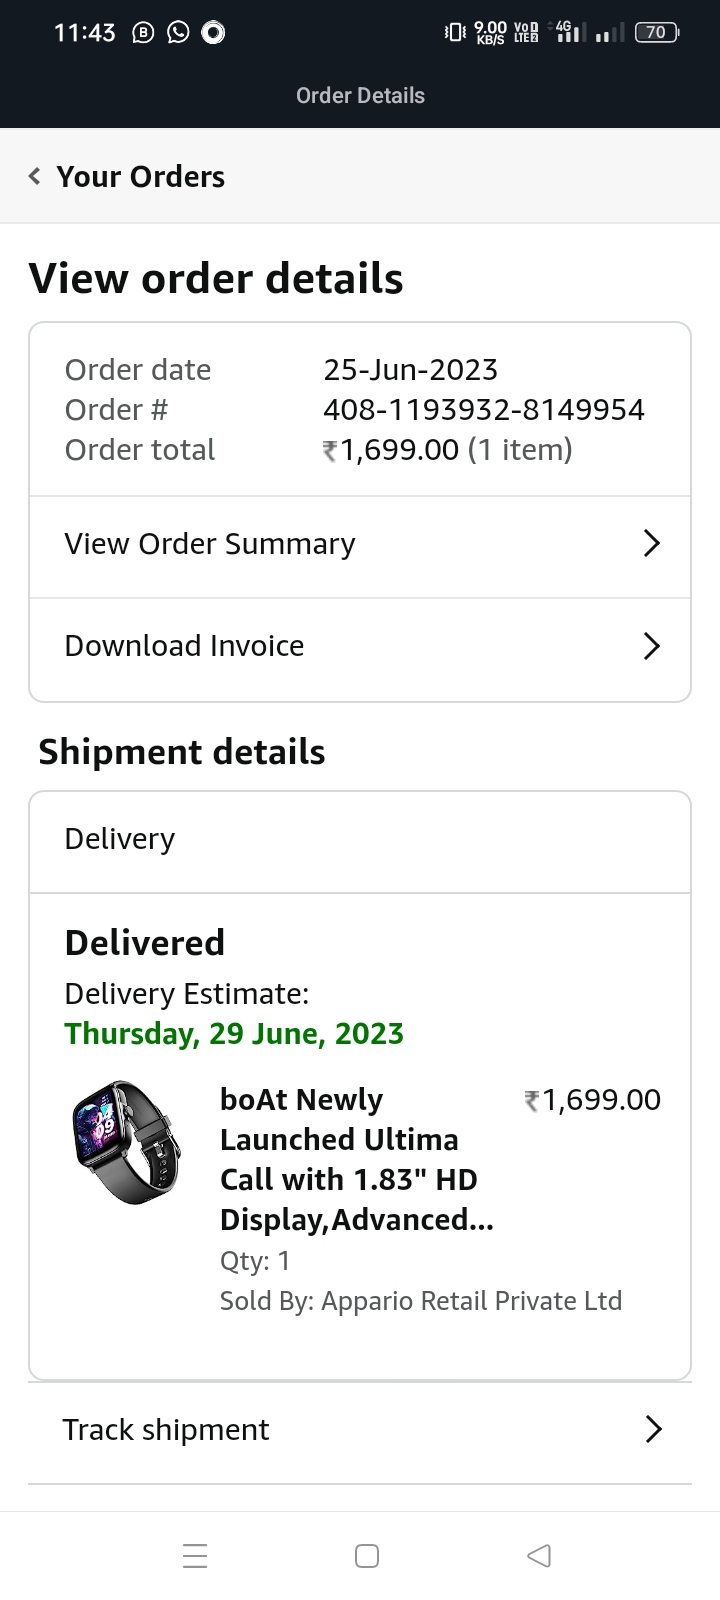 11:43
9.00 KB/S VoD LTE2 4G 70
Order Details
Your Orders
View order details
Order date 25-Jun-2023
Order # 408-1193932-8149954
Order total ₹1,699.00 (1 item)
View Order Summary
Download Invoice
Shipment details
Delivery
Delivered
Delivery Estimate:
Thursday, 29 June, 2023
boAt Newly ₹1,699.00
Launched Ultima
Call with 1.83" HD
Display,Advanced...
Qty: 1
Sold By: Appario Retail Private Ltd
Track shipment